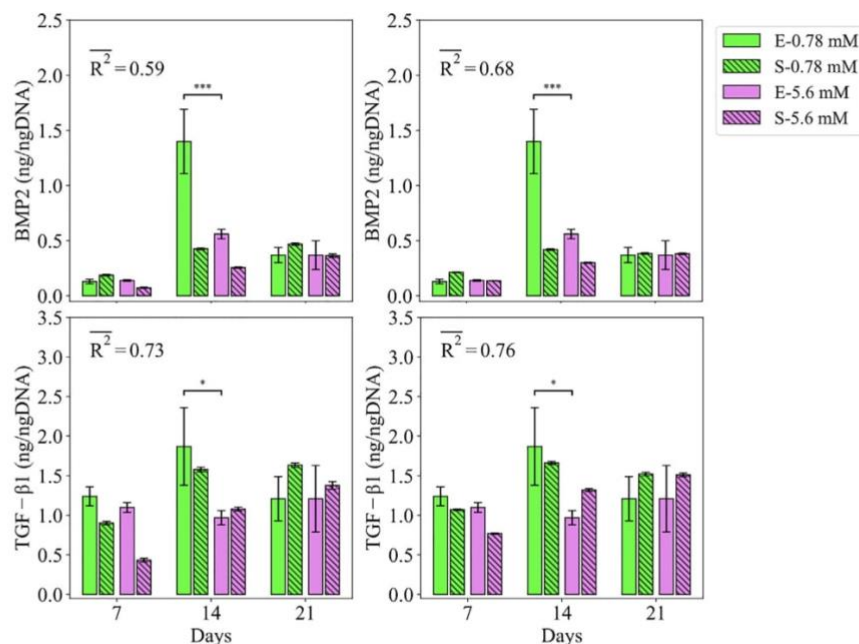 2.5
2.0
1.5
1.0
0.5
0.0
BMP2 (ng/ngDNA)
R² = 0.59
***
2.5
2.0
1.5
1.0
0.5
0.0
BMP2 (ng/ngDNA)
R² = 0.68
***
E-0.78 mM
S-0.78 mM
E-5.6 mM
S-5.6 mM
3.5
3.0
2.5
2.0
1.5
1.0
0.5
0.0
TGF − β1 (ng/ngDNA)
R² = 0.73
*
7 14 21
Days
3.5
3.0
2.5
2.0
1.5
1.0
0.5
0.0
TGF − β1 (ng/ngDNA)
R² = 0.76
*
7 14 21
Days